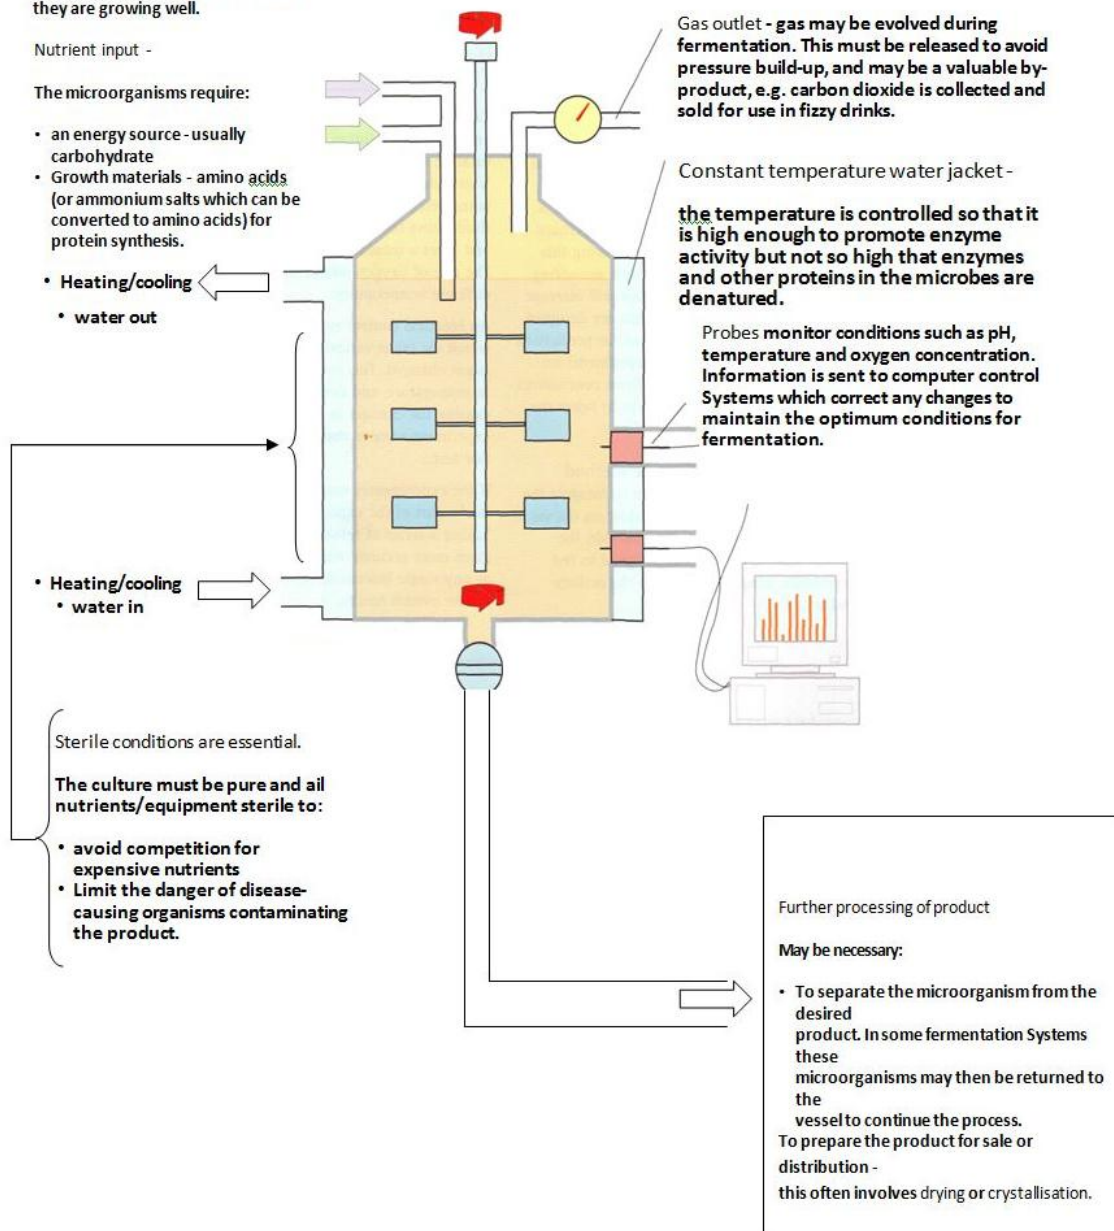 they are growing well.
Nutrient input -
The microorganisms require:
• an energy source - usually
carbohydrate
• Growth materials - amino acids
(or ammonium salts which can be
converted to amino acids) for
protein synthesis.
• Heating/cooling
• water out
Gas outlet - gas may be evolved during
fermentation. This must be released to avoid
pressure build-up, and may be a valuable by-
product, e.g. carbon dioxide is collected and
sold for use in fizzy drinks.
Constant temperature water jacket -
the temperature is controlled so that it
is high enough to promote enzyme
activity but not so high that enzymes
and other proteins in the microbes are
denatured.
Probes monitor conditions such as pH,
temperature and oxygen concentration.
Information is sent to computer control
Systems which correct any changes to
maintain the optimum conditions for
fermentation.
• Heating/cooling
• water in
Sterile conditions are essential.
The culture must be pure and ail
nutrients/equipment sterile to:
• avoid competition for
expensive nutrients
• Limit the danger of disease-
causing organisms contaminating
the product.
Further processing of product
May be necessary:
• To separate the microorganism from the
desired
product. In some fermentation Systems
these
microorganisms may then be returned to
the
vessel to continue the process.
To prepare the product for sale or
distribution -
this often involves drying or crystallisation.